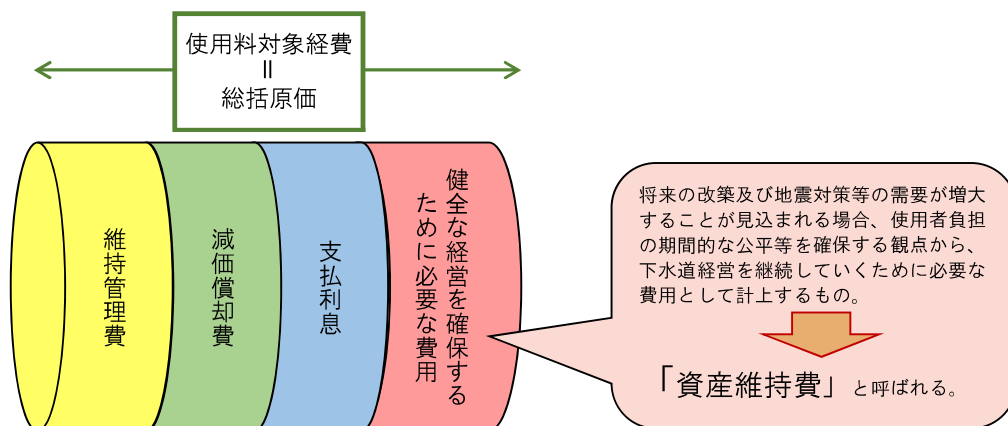 使用料対象経費
＝
総括原価
維持管理費
減価償却費
支払利息
健全な経営を確保する
ために必要な費用
将来の改築及び地震対策等の需要が増大
することが見込まれる場合、使用者負担
の期間的な公平等を確保する観点から、
下水道経営を継続していくために必要な
費用として計上するもの。
「資産維持費」と呼ばれる。